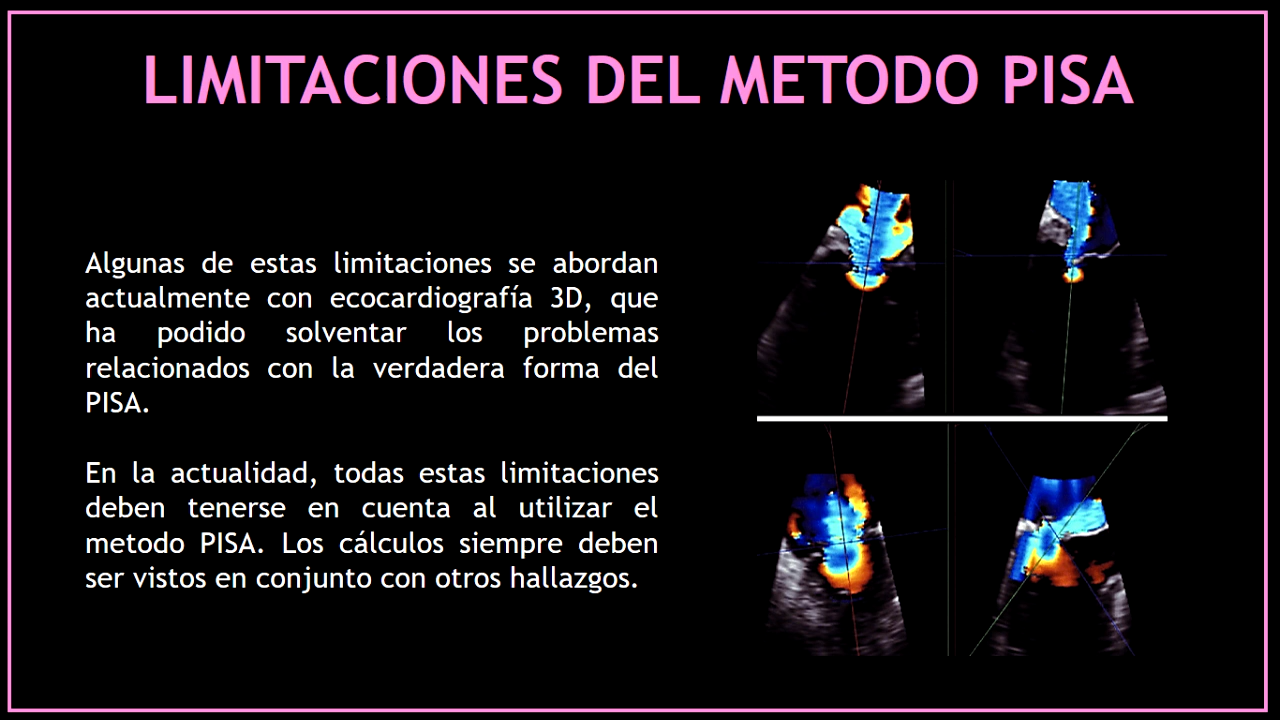 LIMITACIONES DEL METODO PISA
Algunas de estas limitaciones se abordan
actualmente con ecocardiografía 3D, que
ha podido solventar los problemas
relacionados con la verdadera forma del
PISA.
En la actualidad, todas estas limitaciones
deben tenerse en cuenta al utilizar el
metodo PISA. Los cálculos siempre deben
ser vistos en conjunto con otros hallazgos.